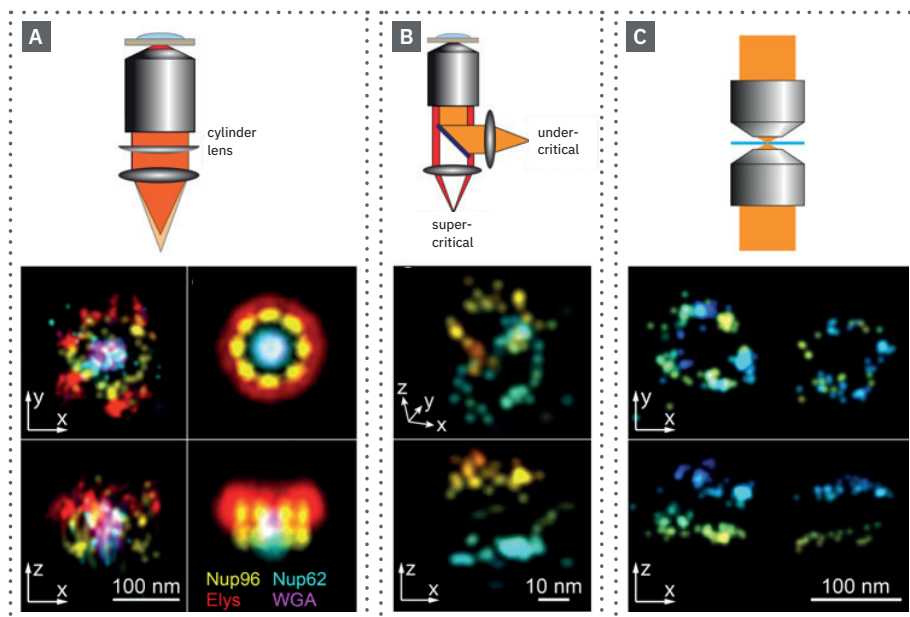 A
cylinder
lens
y
x
z
x
Nup96 Nup62
Elys WGA
100 nm
B
under-
critical
super-
critical
z
y
x
z
x
10 nm
C
y
x
z
x
100 nm